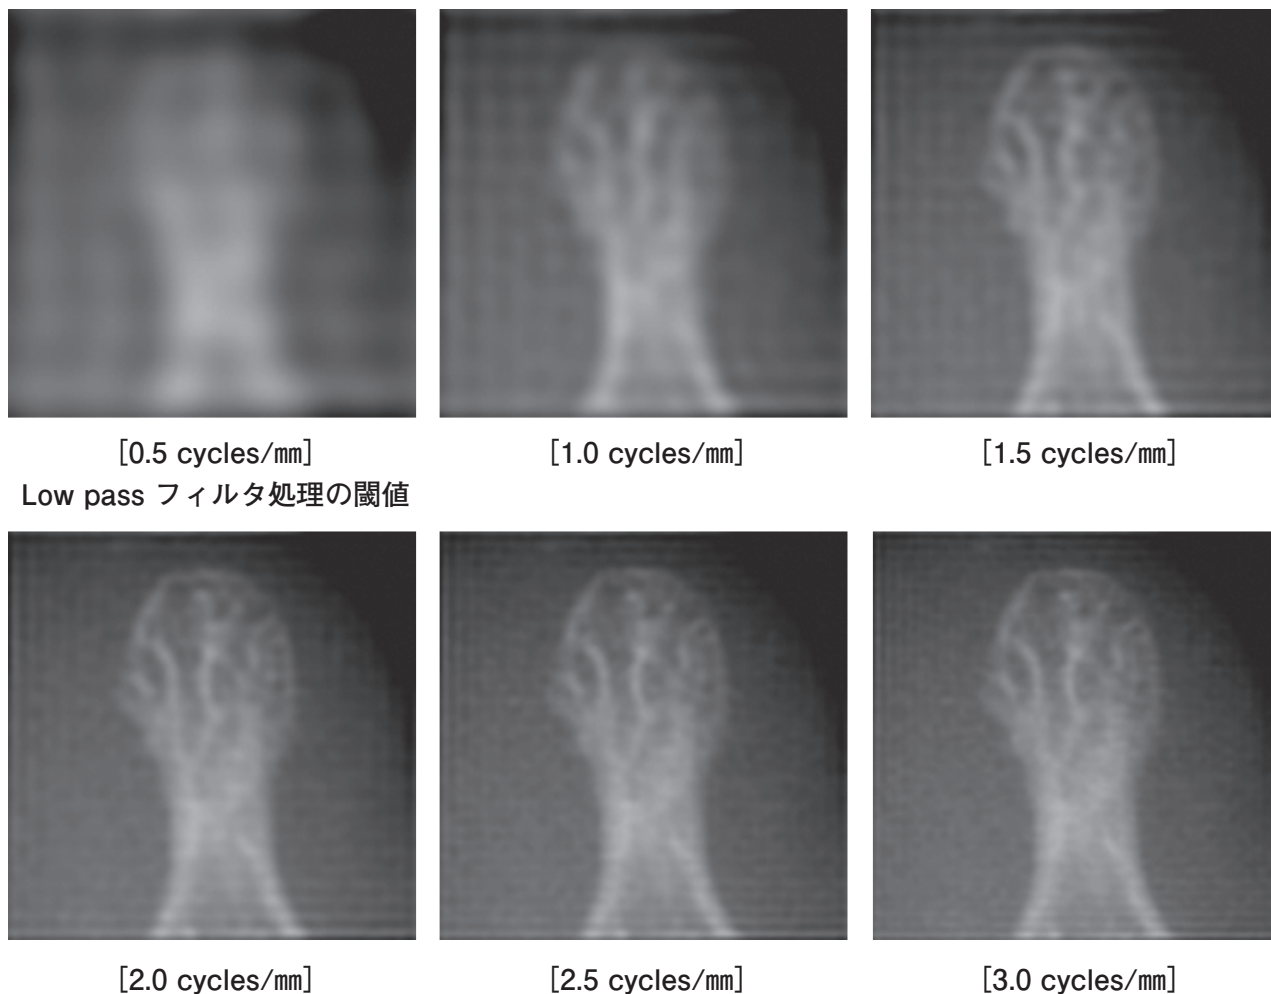 [0.5 cycles/㎜] [1.0 cycles/㎜] [1.5 cycles/㎜]
Low pass フィルタ処理の閾値
[2.0 cycles/㎜] [2.5 cycles/㎜] [3.0 cycles/㎜]